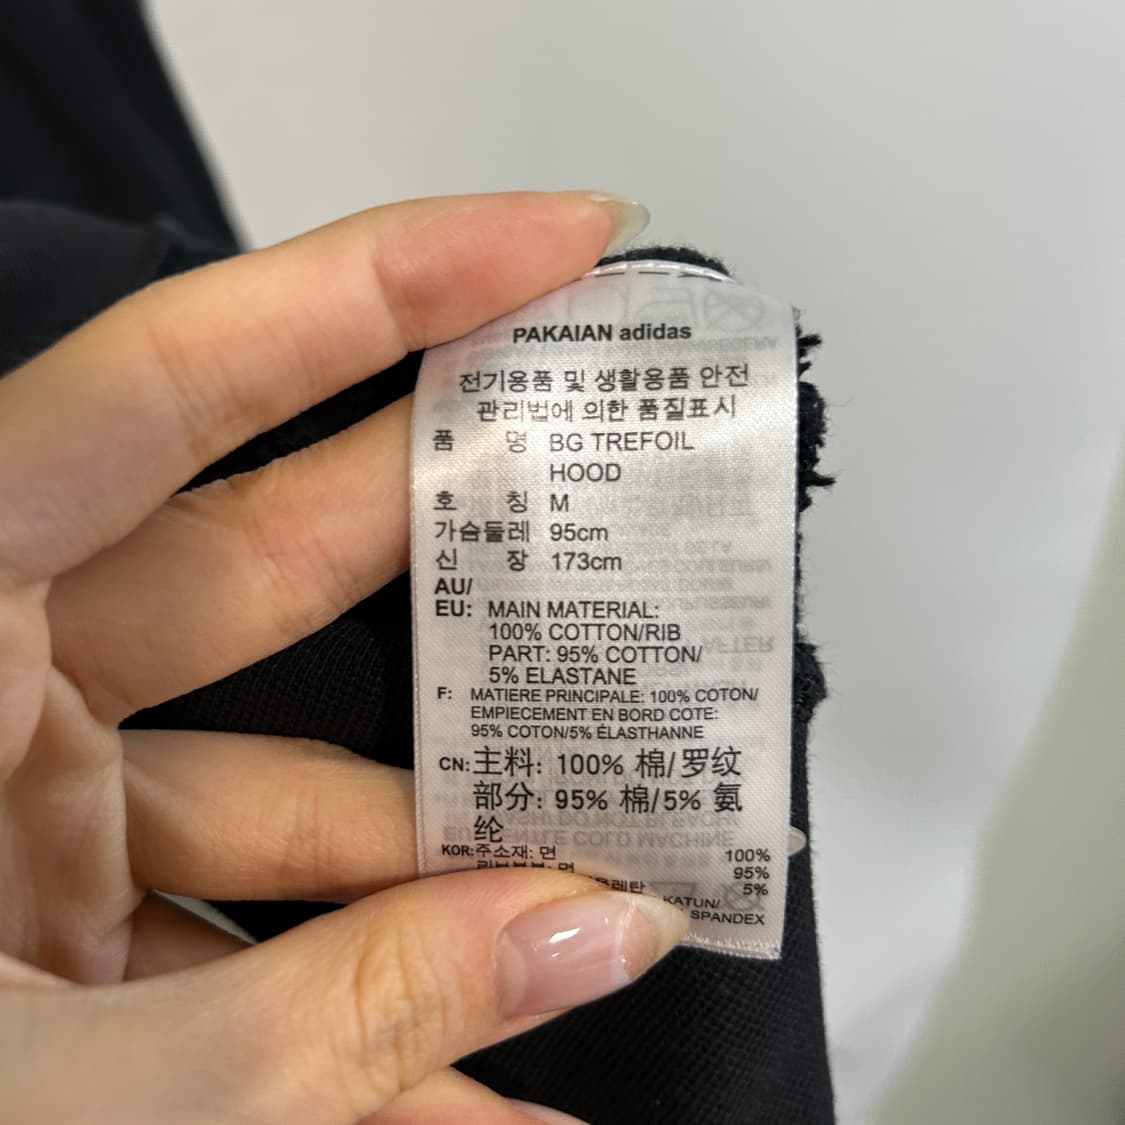 PAKAIAN adidas
전기용품 및 생활용품 안전
관리법에 의한 품질표시
품 명 BG TREFOIL
HOOD
호 칭 M
가슴둘레 95cm
신 장 173cm
AU/
EU: MAIN MATERIAL:
100% COTTON/RIB
PART: 95% COTTON/
5% ELASTANE
F: MATIERE PRINCIPALE: 100% COTON/
EMPIECEMENT EN BORD COTE:
95% COTON/5% ÉLASTHANNE
CN: 主料: 100% 棉/罗纹
部分: 95% 棉/5% 氨
纶
KOR: 주소재: 면 100%
면 95%
5%
KATUN/
SPANDEX